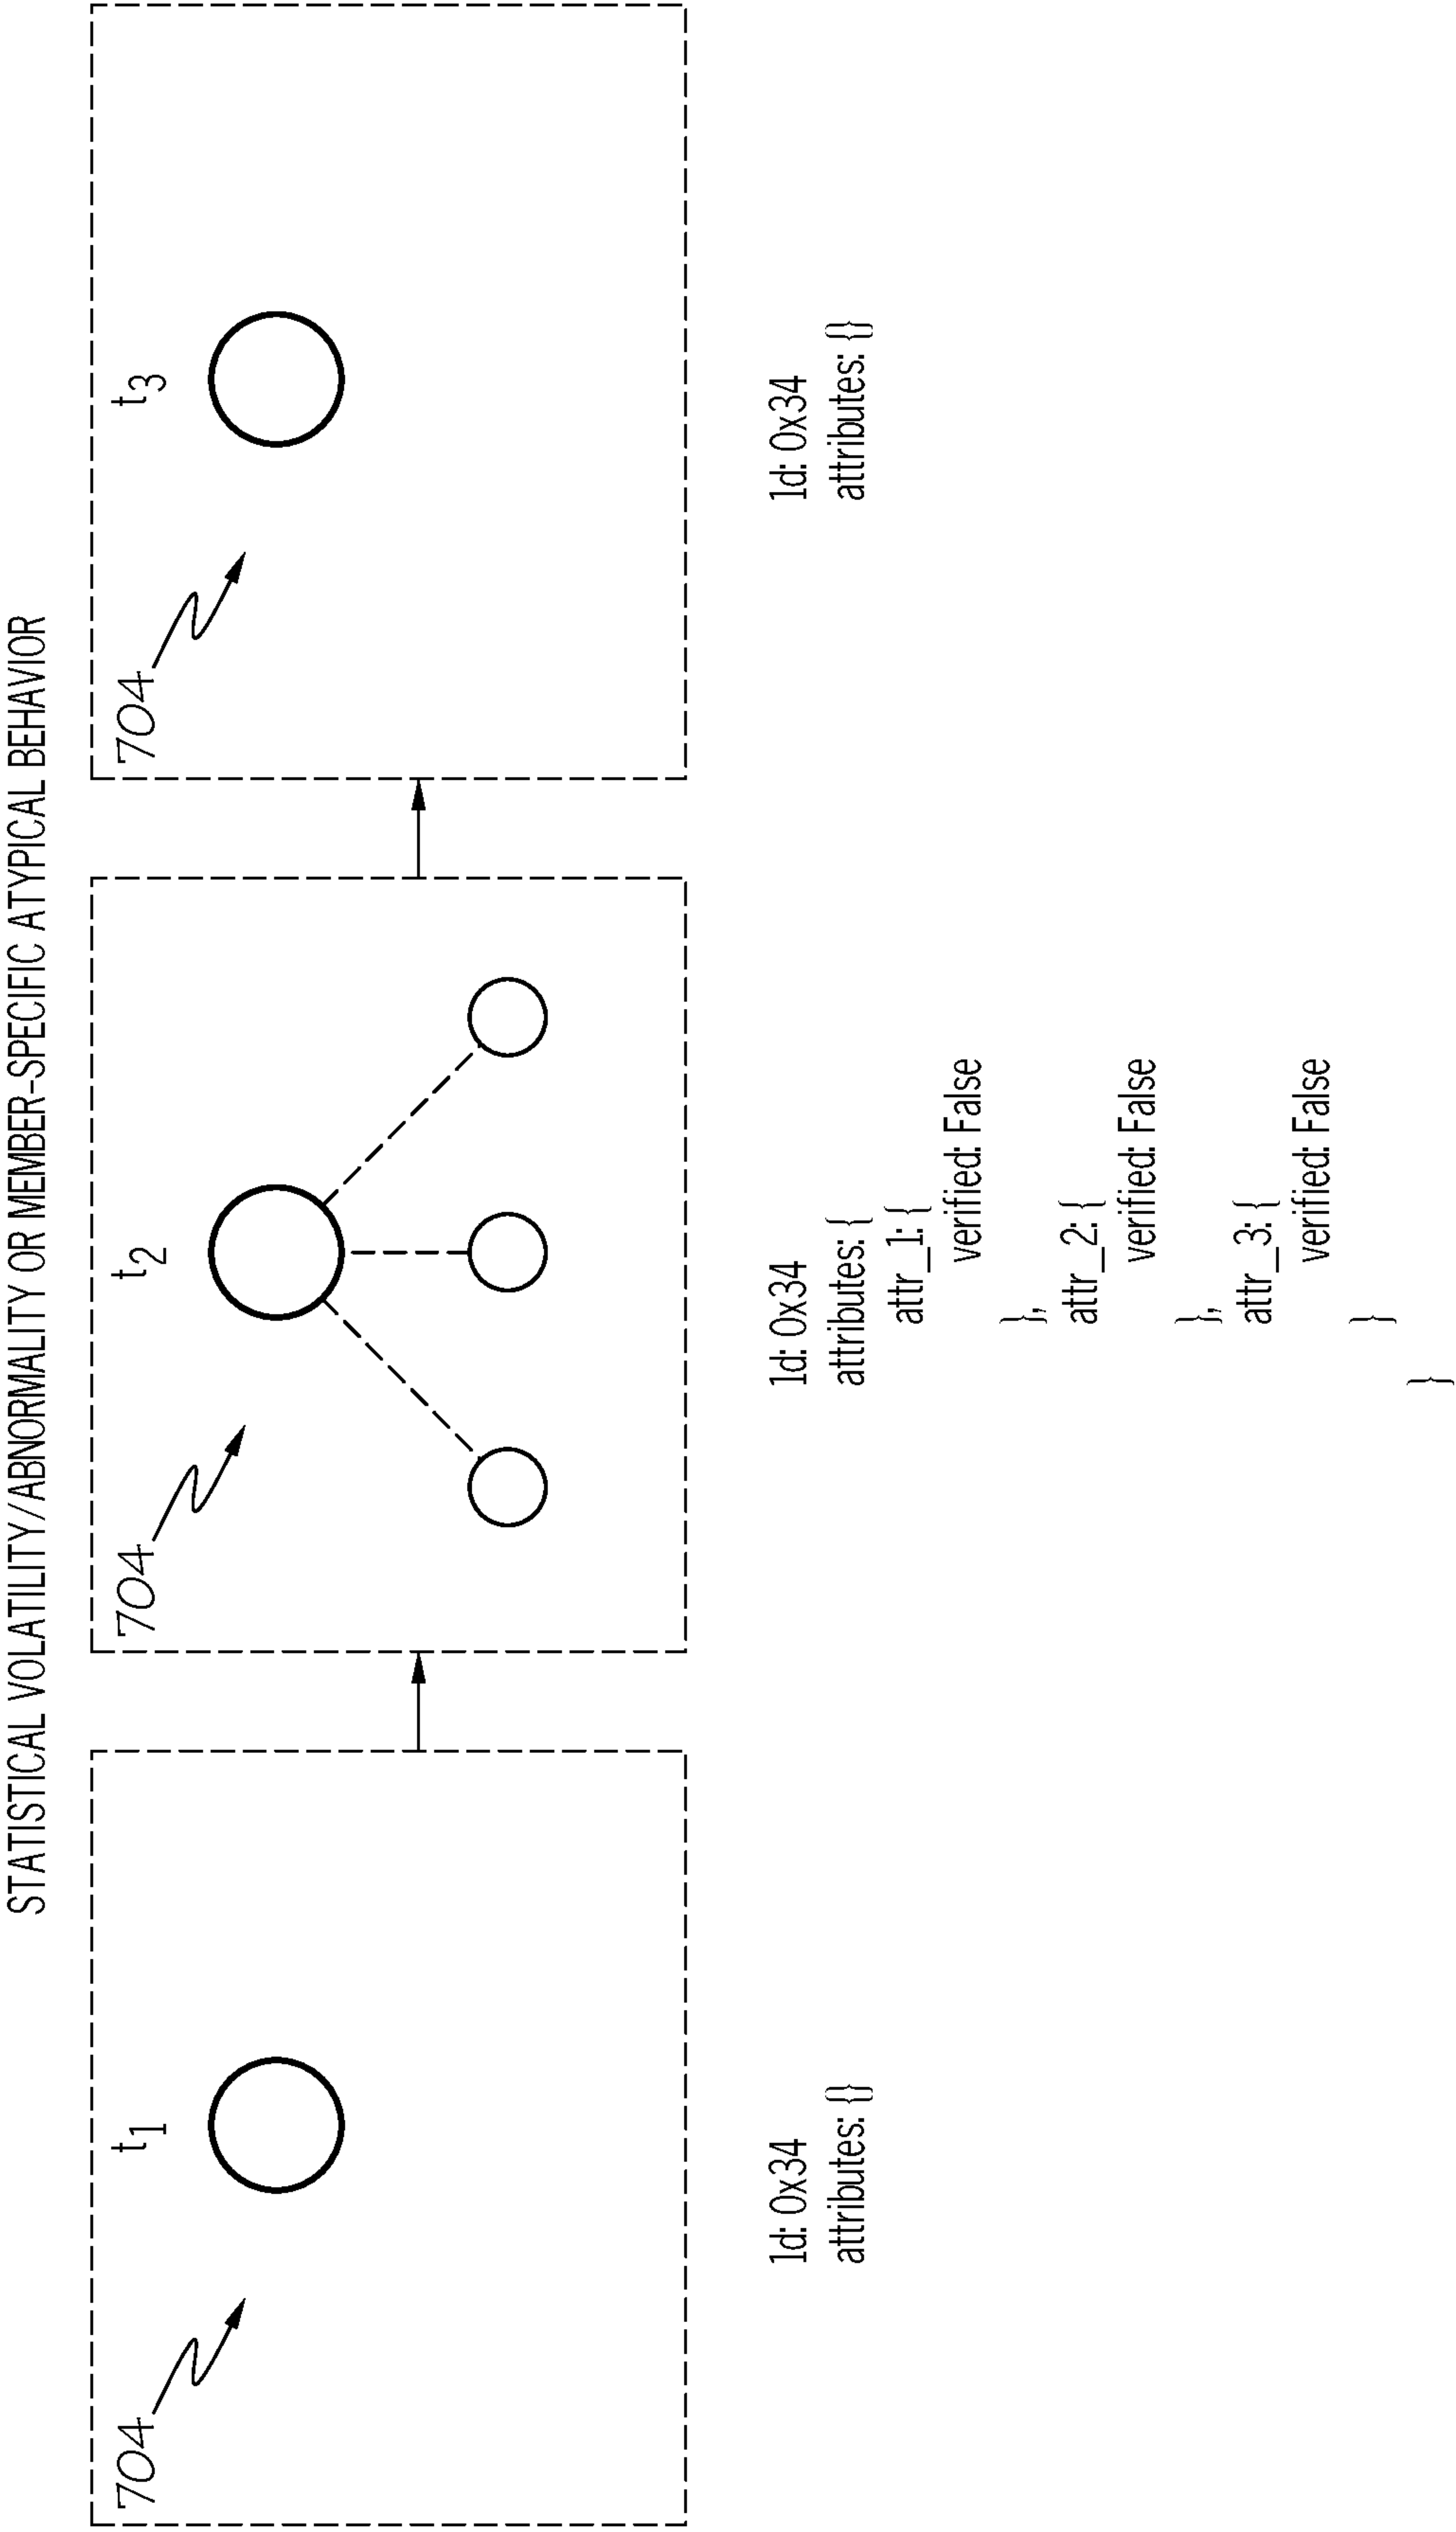 STATISTICAL VOLATILITY/ABNORMALITY OR MEMBER-SPECIFIC ATYPICAL BEHAVIOR
704
t1
1d: 0x34
attributes: {}
704
t2
1d: 0x34
attributes: {
attr_1: {
verified: False
},
attr_2: {
verified: False
},
attr_3: {
verified: False
}
}
704
t3
1d: 0x34
attributes: {}